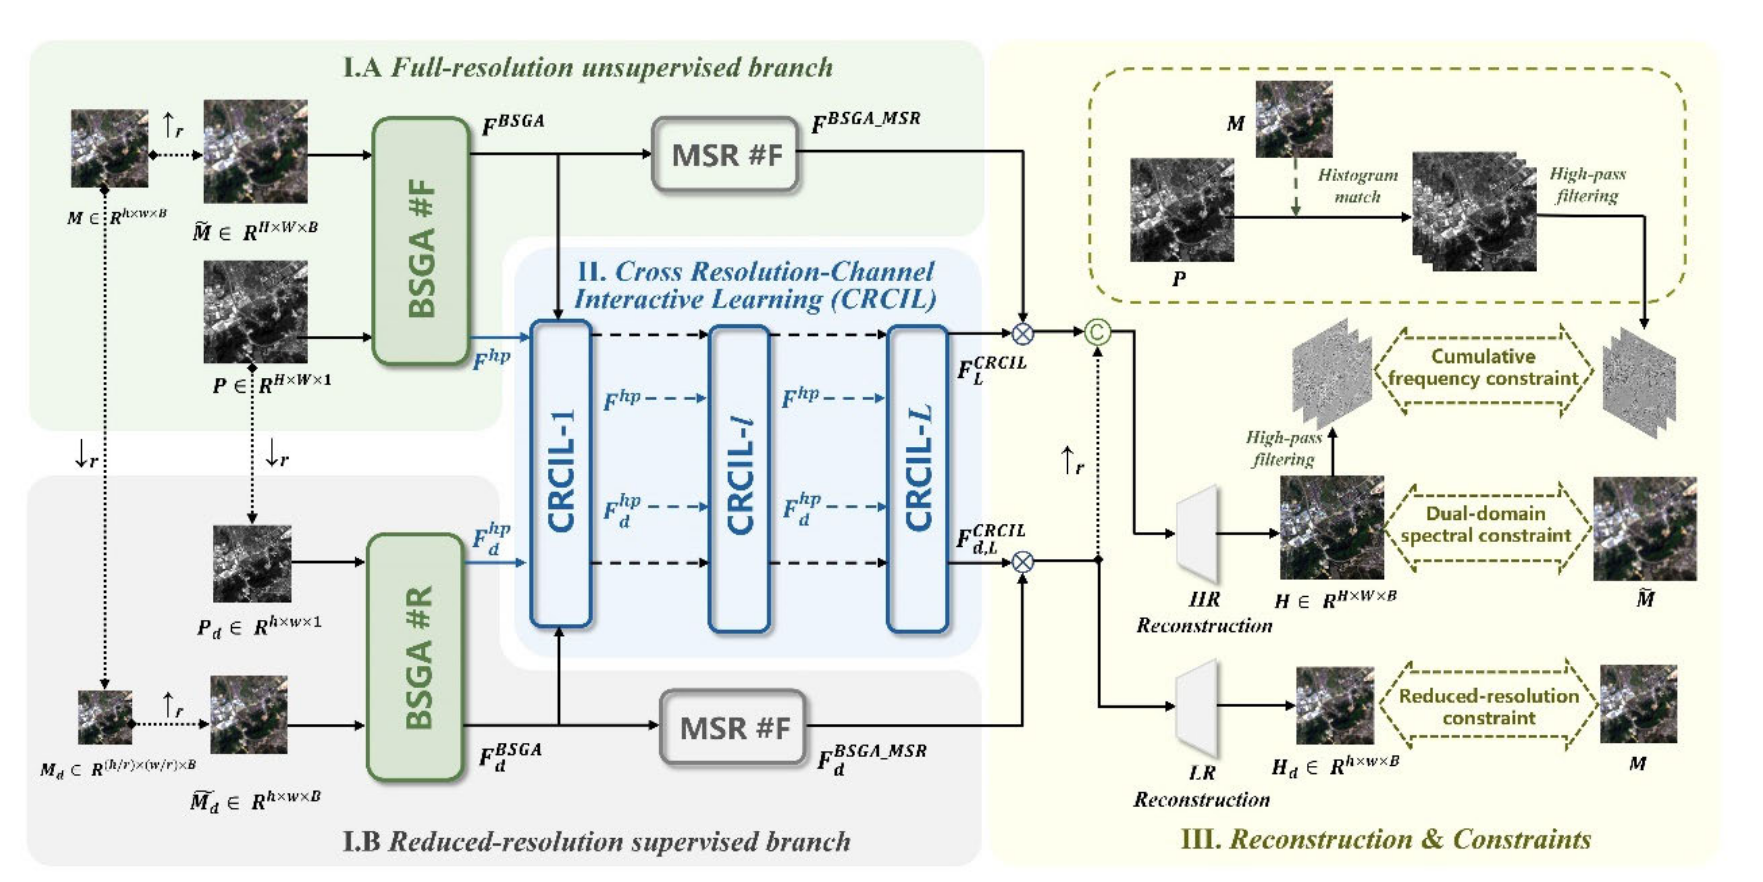 I.A Full-resolution unsupervised branch
↑r
M ∈ R^{h×w×B}
M̃ ∈ R^{H×W×B}
P ∈ R^{H×W×1}
BSGA #F
F^{BSGA}
MSR #F
F^{BSGA_MSR}
F^{hp}
↓r
↓r
II. Cross Resolution-Channel
Interactive Learning (CRCIL)
CRCIL-1
F^{hp}
F_d^{hp}
CRCIL-l
F^{hp}
F_d^{hp}
CRCIL-L
F_L^{CRCIL}
F_{d,L}^{CRCIL}
P_d ∈ R^{h×w×1}
↑r
M_d ∈ R^{(h/r)×(w/r)×B}
M̃_d ∈ R^{h×w×B}
BSGA #R
F_d^{hp}
F_d^{BSGA}
MSR #F
F_d^{BSGA_MSR}
I.B Reduced-resolution supervised branch
M
P
Histogram
match
High-pass
filtering
C
↑r
Cumulative
frequency constraint
High-pass
filtering
HR
Reconstruction
H ∈ R^{H×W×B}
Dual-domain
spectral constraint
M̃
LR
Reconstruction
H_d ∈ R^{h×w×B}
Reduced-resolution
constraint
M
III. Reconstruction & Constraints